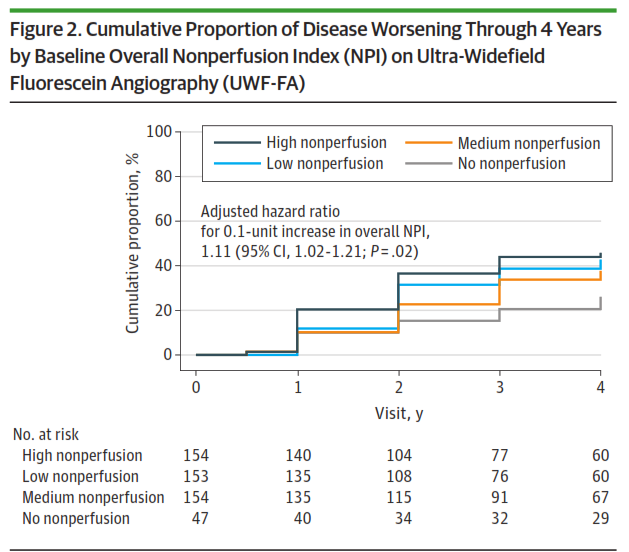 Figure 2. Cumulative Proportion of Disease Worsening Through 4 Years
by Baseline Overall Nonperfusion Index (NPI) on Ultra-Widefield
Fluorescein Angiography (UWF-FA)
100
80
60
40
20
0
Cumulative proportion, %
High nonperfusion
Medium nonperfusion
Low nonperfusion
No nonperfusion
Adjusted hazard ratio
for 0.1-unit increase in overall NPI,
1.11 (95% CI, 1.02-1.21; P = .02)
0 1 2 3 4
Visit, y
No. at risk
High nonperfusion 154 140 104 77 60
Low nonperfusion 153 135 108 76 60
Medium nonperfusion 154 135 115 91 67
No nonperfusion 47 40 34 32 29